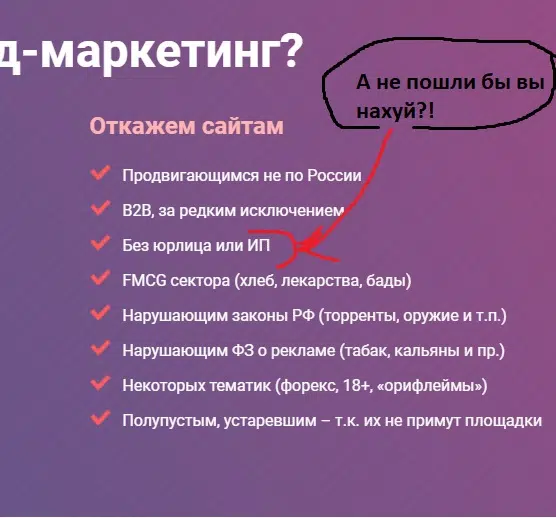 д-маркетинг?
А не пошли бы вы
нахуй?!
Откажем сайтам
Продвигающимся не по России
B2B, за редким исключением
Без юрлица или ИП
FMCG сектора (хлеб, лекарства, бады)
Нарушающим законы РФ (торренты, оружие и т.п.)
Нарушающим ФЗ о рекламе (табак, кальяны и пр.)
Некоторых тематик (форекс, 18+, «орифлеймы»)
Полупустым, устаревшим – т.к. их не примут площадки